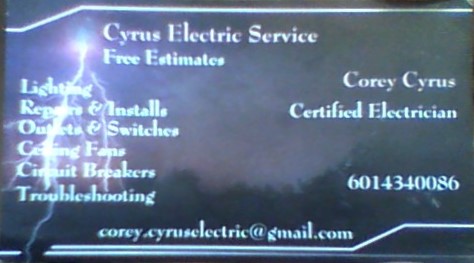 Cyrus Electric Service
Free Estimates
Corey Cyrus
Certified Electrician
Lighting
Repairs & Installs
Outlets & Switches
Ceiling Fans
Circuit Breakers
Troubleshooting
6014340086
corey.cyruselectric@gmail.com